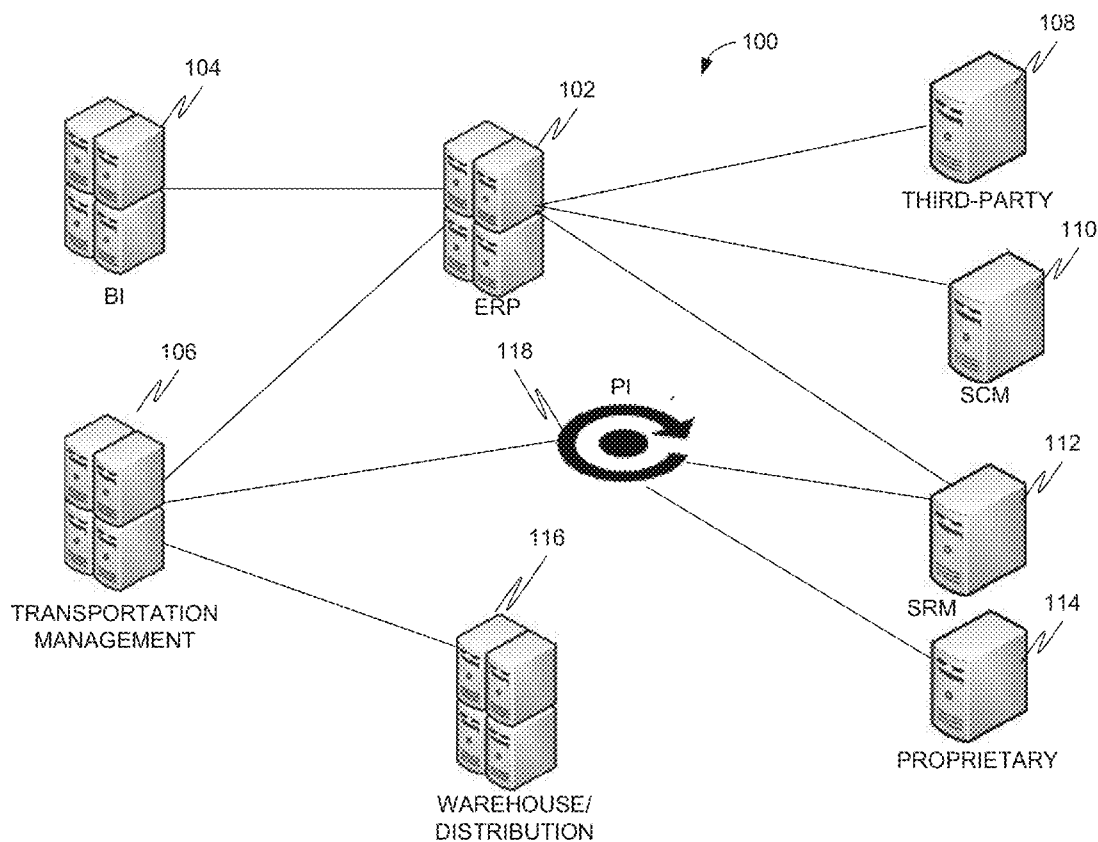 100
108
104
102
THIRD-PARTY
110
BI
ERP
118
PI
106
SCM
112
116
TRANSPORTATION
MANAGEMENT
SRM
114
PROPRIETARY
WAREHOUSE/
DISTRIBUTION